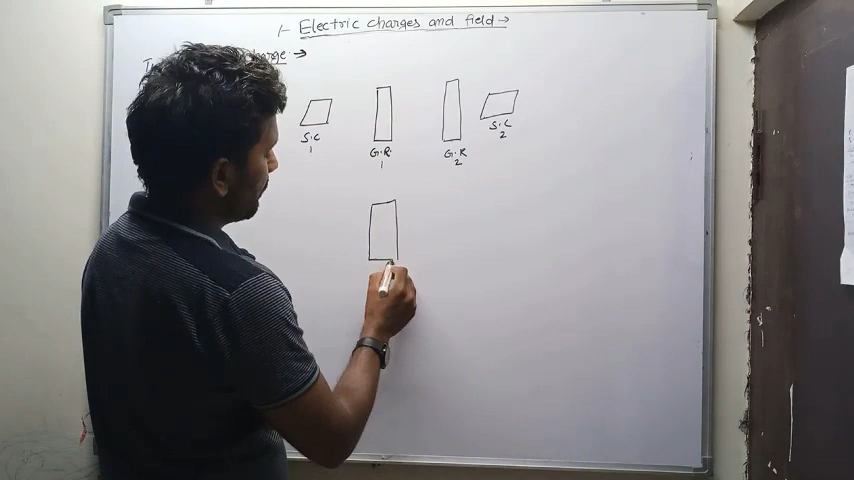 1- Electric charges and field →
charge →
S.C G.R. G.R S.C
1 1 2 2